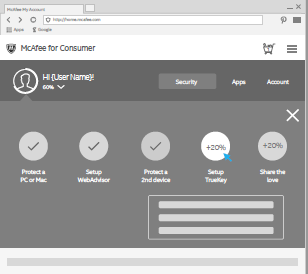 McAfee My Account
http://home.mcafee.com
Apps Google
McAfee for Consumer
Hi {User Name}!
60%
Security Apps Account
+20% +20%
Protect a Setup Protect a Setup Share the
PC or Mac WebAdvisor 2nd device TrueKey love